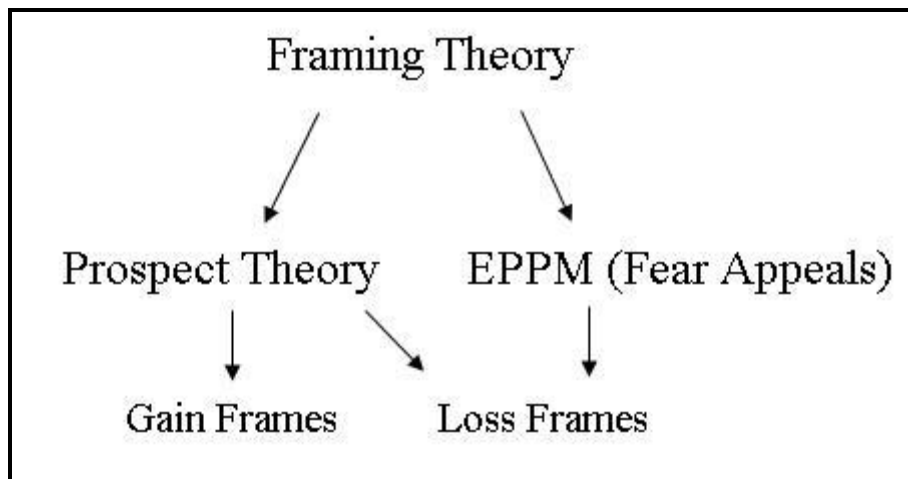 Framing Theory
Prospect Theory
EPPM (Fear Appeals)
Gain Frames
Loss Frames